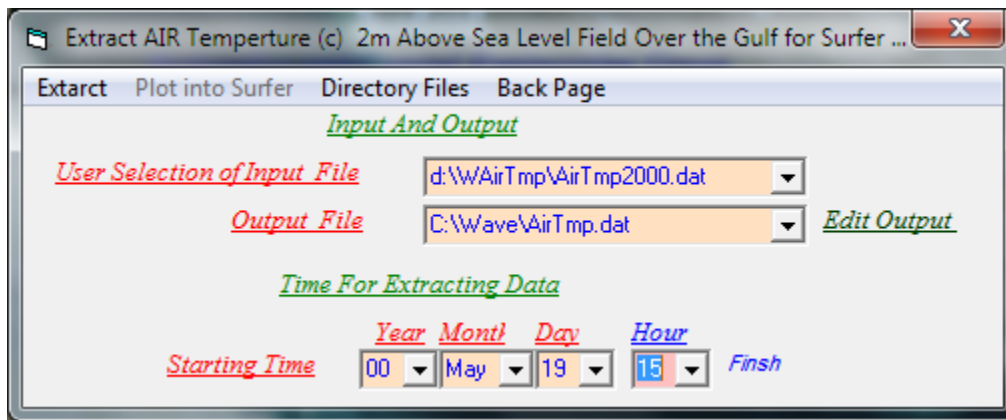 Extract AIR Temperture (c) 2m Above Sea Level Field Over the Gulf for Surfer ...
Extarct Plot into Surfer Directory Files Back Page
Input And Output
User Selection of Input File d:\WAirTmp\AirTmp2000.dat
Output File C:\Wave\AirTmp.dat Edit Output
Time For Extracting Data
Year Month Day Hour
Starting Time 00 May 19 15 Finsh